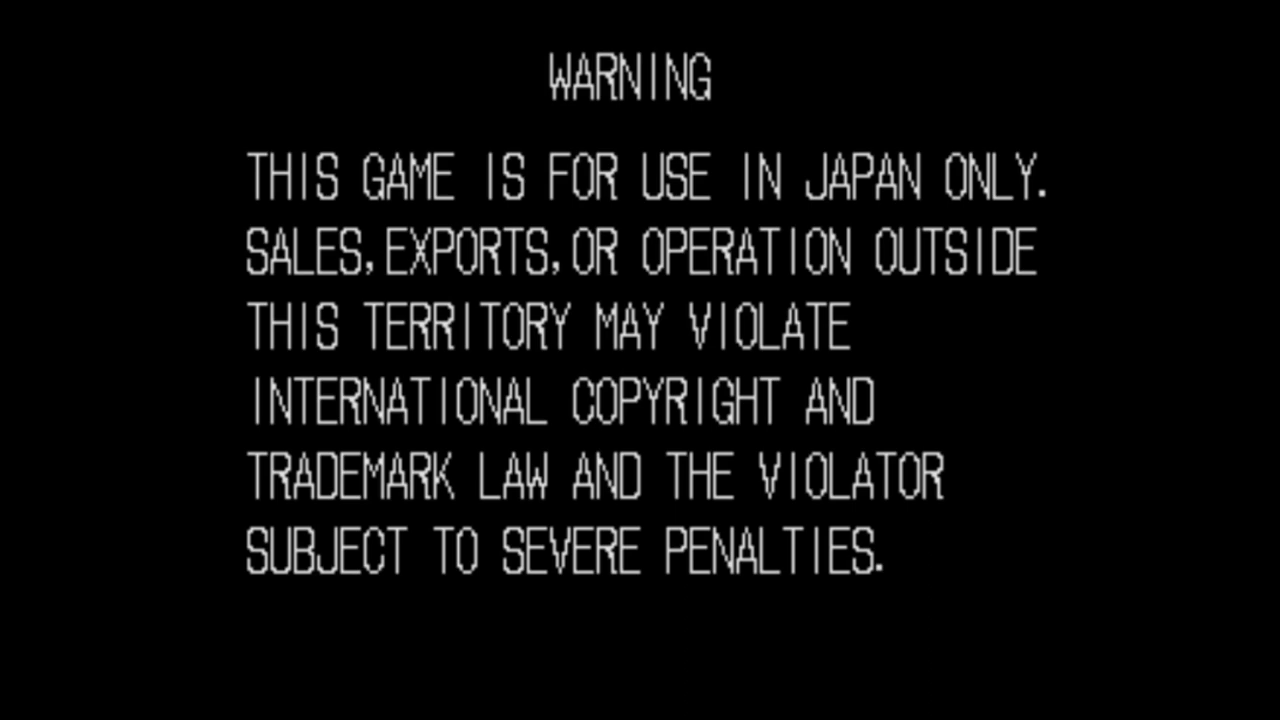 WARNING
THIS GAME IS FOR USE IN JAPAN ONLY.
SALES,EXPORTS,OR OPERATION OUTSIDE
THIS TERRITORY MAY VIOLATE
INTERNATIONAL COPYRIGHT AND
TRADEMARK LAW AND THE VIOLATOR
SUBJECT TO SEVERE PENALTIES.